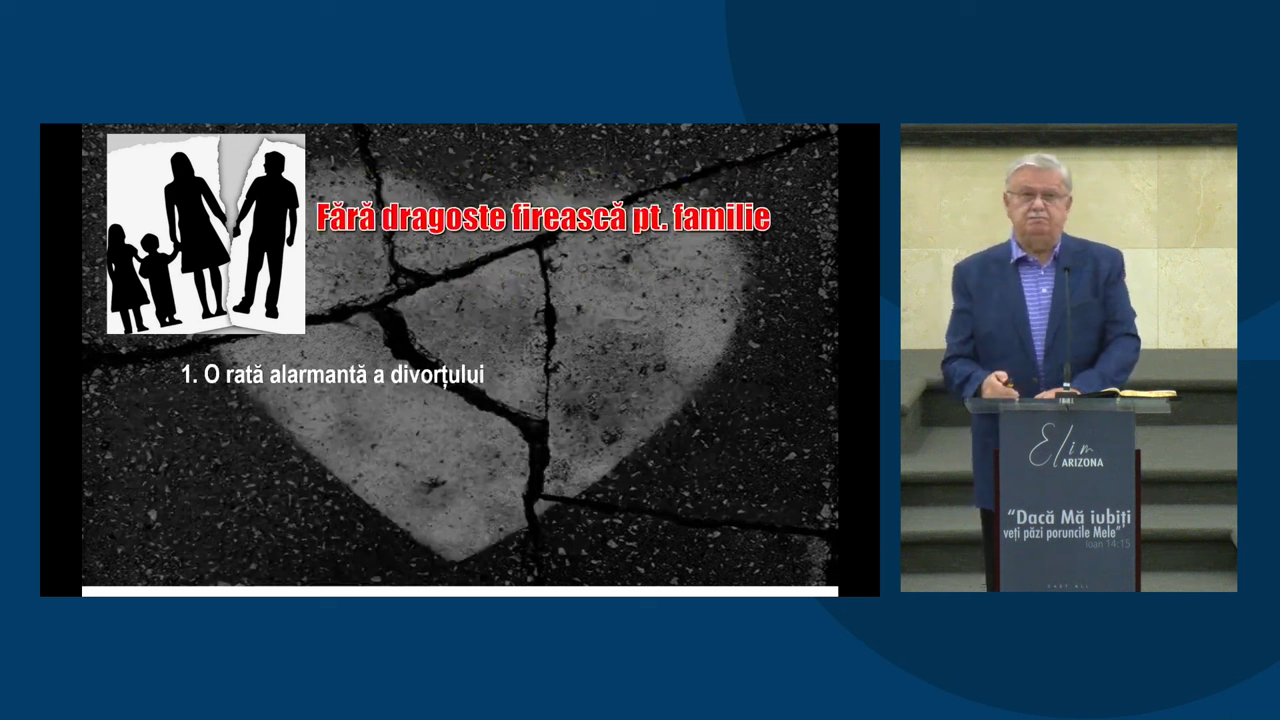 Fără dragoste firească pt. familie
1. O rată alarmantă a divorțului
Elim
ARIZONA
"Dacă Mă iubiți
veți păzi poruncile Mele"
Ioan 14:15